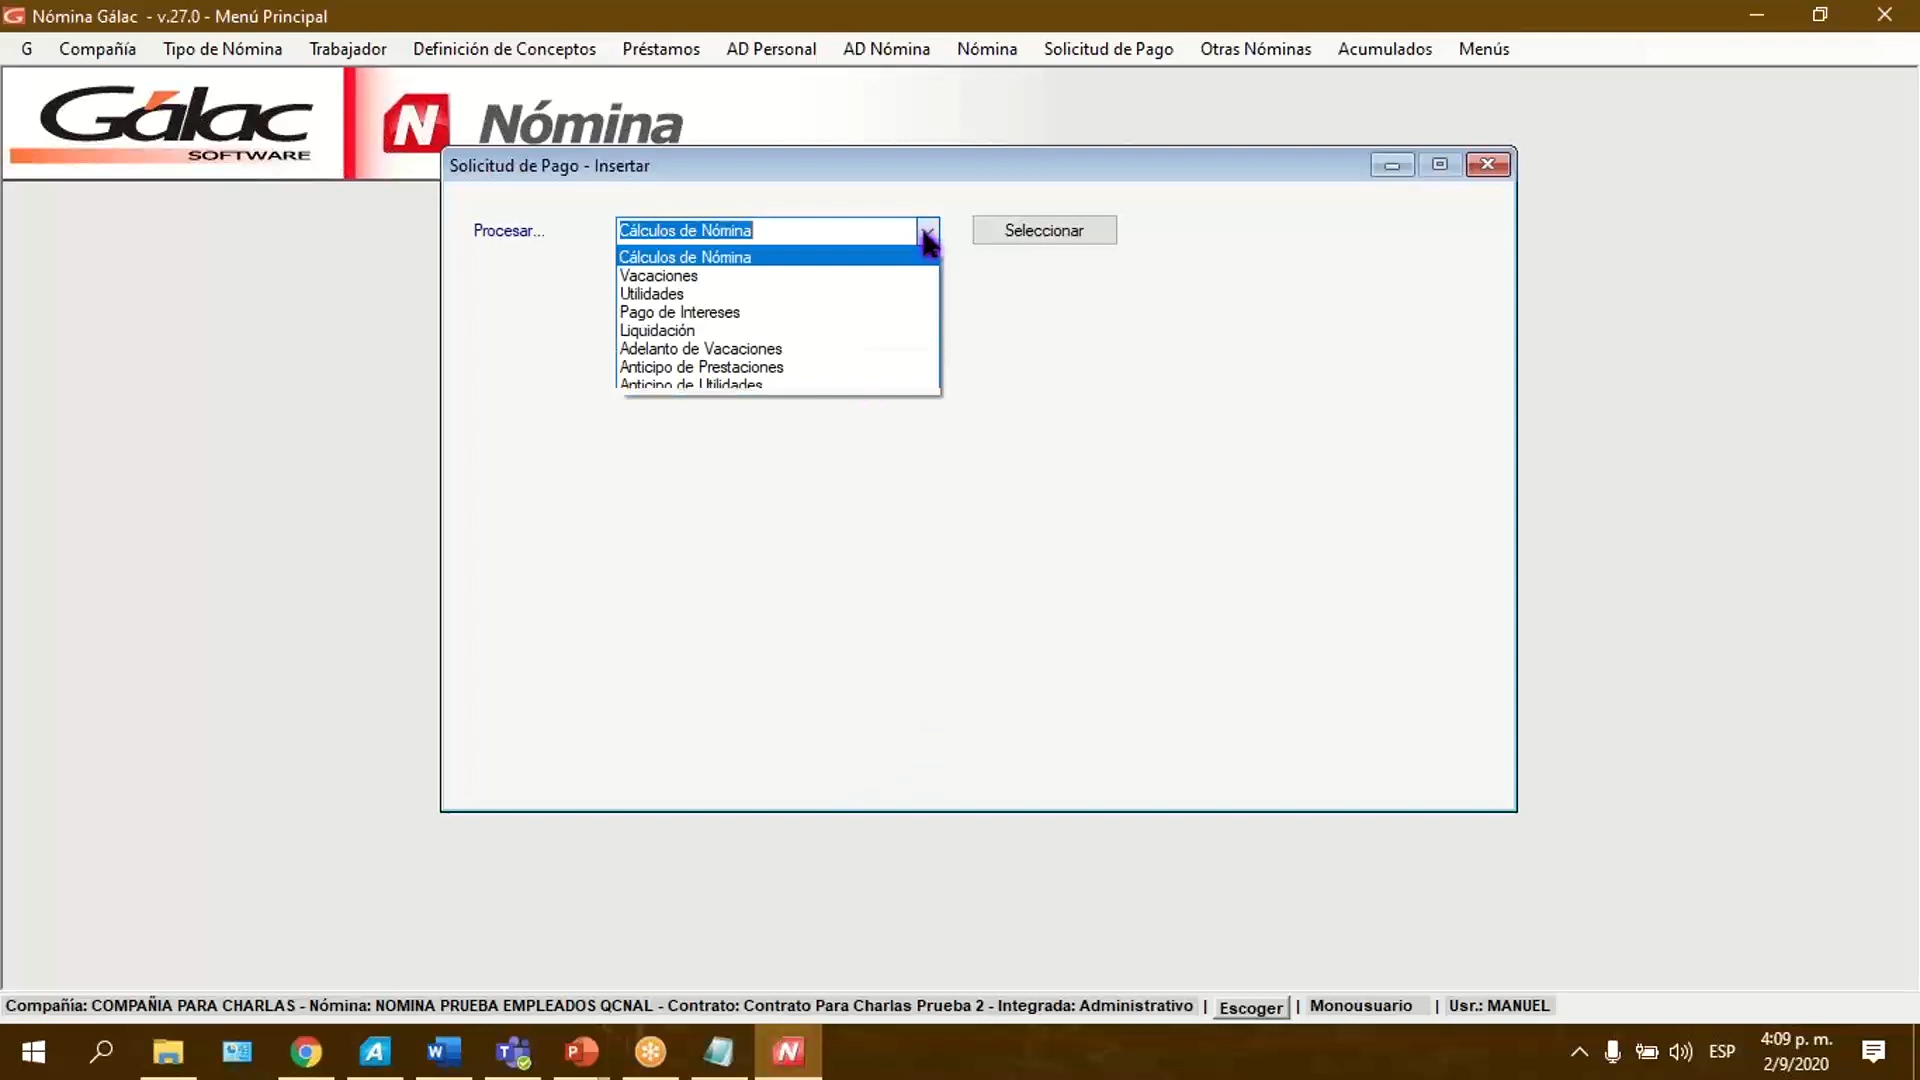 Nómina Gálac - v.27.0 - Menú Principal
G Compañía Tipo de Nómina Trabajador Definición de Conceptos Préstamos AD Personal AD Nómina Nómina Solicitud de Pago Otras Nóminas Acumulados Menús
Gálac
SOFTWARE
N Nómina
Solicitud de Pago - Insertar
Procesar... Cálculos de Nómina Seleccionar
Cálculos de Nómina
Vacaciones
Utilidades
Pago de Intereses
Liquidación
Adelanto de Vacaciones
Anticipo de Prestaciones
Anticipo de Utilidades
Compañía: COMPAÑIA PARA CHARLAS - Nómina: NOMINA PRUEBA EMPLEADOS QCNAL - Contrato: Contrato Para Charlas Prueba 2 - Integrada: Administrativo | Escoger | Monousuario | Usr.: MANUEL
ESP
4:09 p. m.
2/9/2020